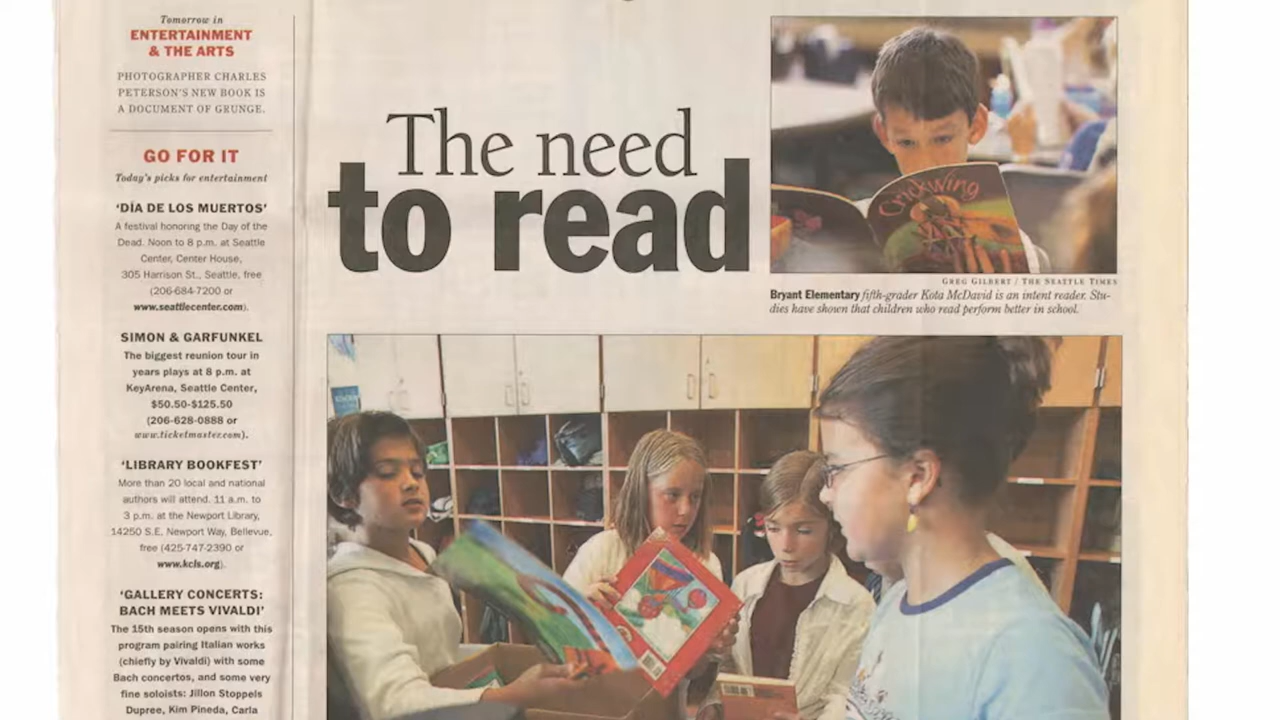 Tomorrow in
ENTERTAINMENT
& THE ARTS
PHOTOGRAPHER CHARLES
PETERSON'S NEW BOOK IS
A DOCUMENT OF GRUNGE.
GO FOR IT
Today's picks for entertainment
'DÍA DE LOS MUERTOS'
A festival honoring the Day of the
Dead. Noon to 8 p.m. at Seattle
Center, Center House,
305 Harrison St., Seattle, free
(206-684-7200 or
www.seattlecenter.com).
SIMON & GARFUNKEL
The biggest reunion tour in
years plays at 8 p.m. at
KeyArena, Seattle Center,
$50.50-$125.50
(206-628-0888 or
www.ticketmaster.com).
'LIBRARY BOOKFEST'
More than 20 local and national
authors will attend. 11 a.m. to
3 p.m. at the Newport Library,
14250 S.E. Newport Way, Bellevue,
free (425-747-2390 or
www.kcls.org).
'GALLERY CONCERTS:
BACH MEETS VIVALDI'
The 15th season opens with this
program pairing Italian works
(chiefly by Vivaldi) with some
Bach concertos, and some very
fine soloists: Jillon Stoppels
Dupree, Kim Pineda, Carla
The need
to read
Crickwing
GREG GILBERT / THE SEATTLE TIMES
Bryant Elementary fifth-grader Kota McDavid is an intent reader. Stu-
dies have shown that children who read perform better in school.